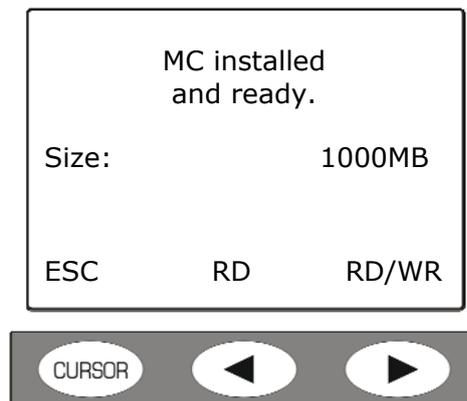 MC installed
and ready.
Size: 1000MB
ESC RD RD/WR
CURSOR